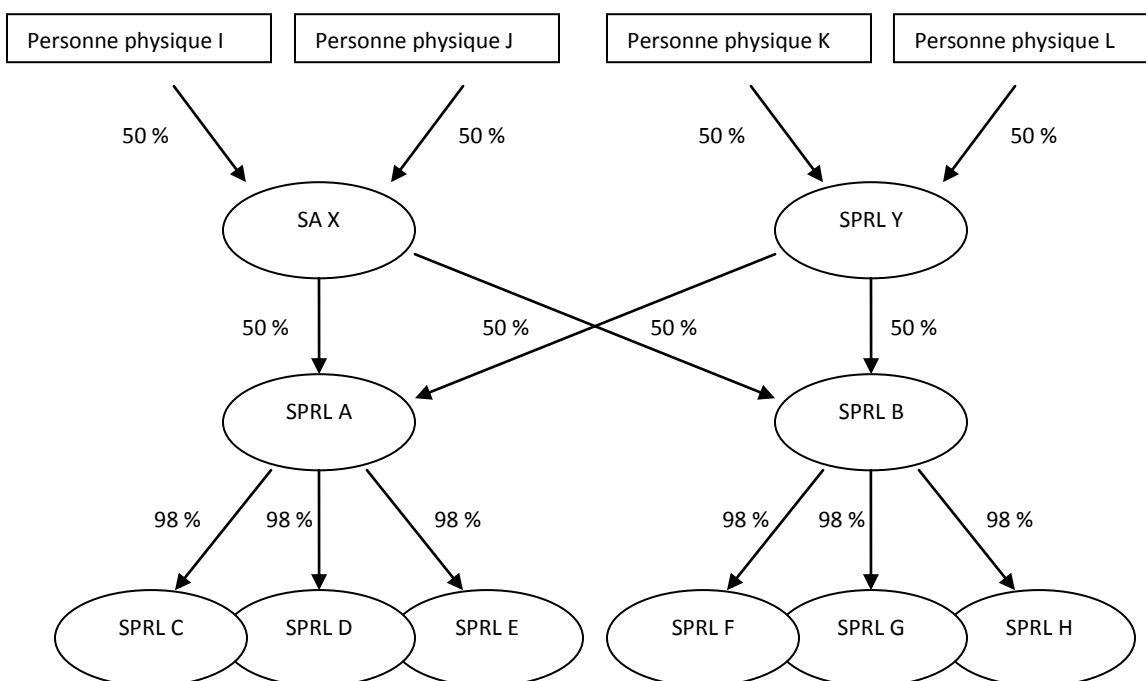 Personne physique I
Personne physique J
Personne physique K
Personne physique L
50 %
50 %
50 %
50 %
SA X
SPRL Y
50 %
50 %
50 %
50 %
SPRL A
SPRL B
98 %
98 %
98 %
98 %
98 %
98 %
SPRL C
SPRL D
SPRL E
SPRL F
SPRL G
SPRL H